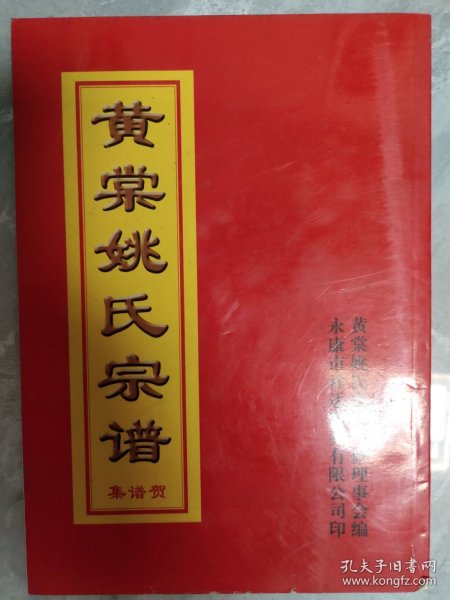 黄棠姚氏宗谱
贺谱集
黄棠姚氏 理事会编
永康市 有限公司印
孔夫子旧书网
www.kongfz.com